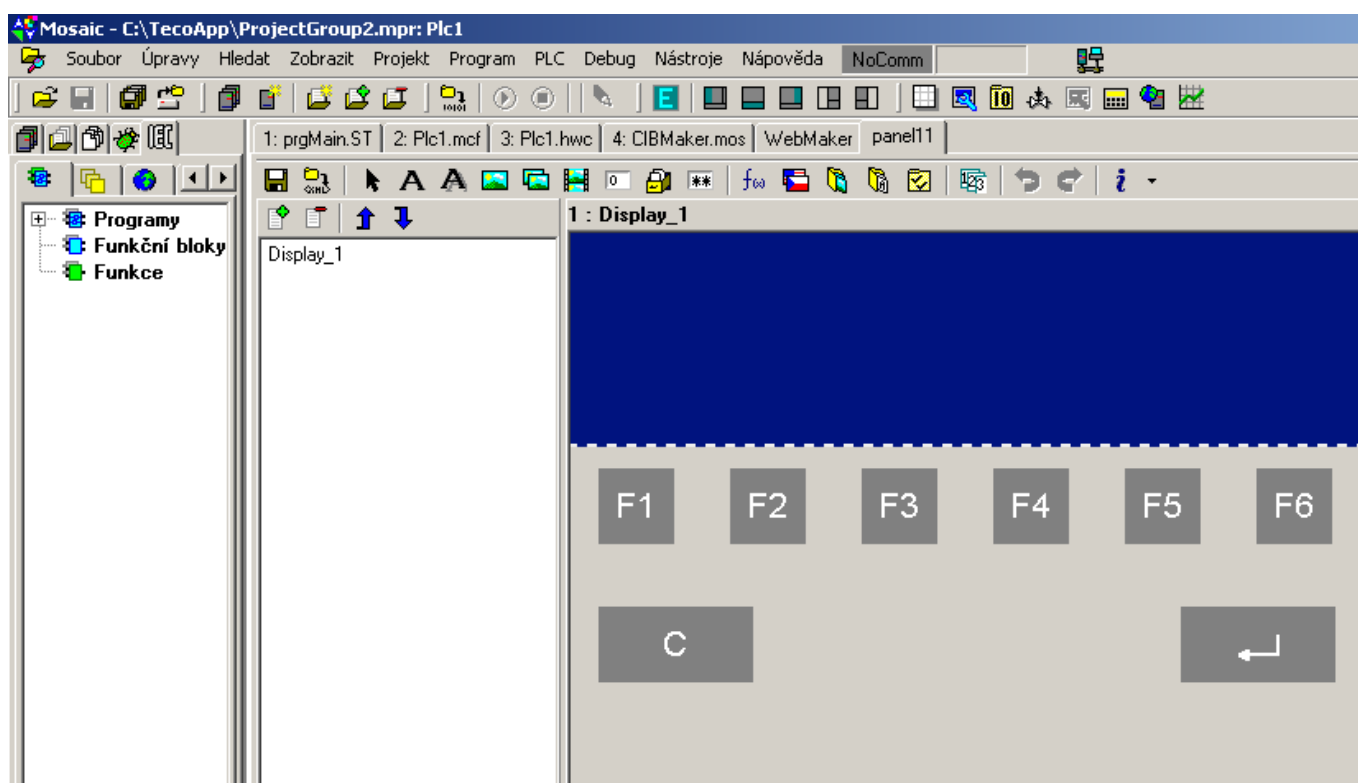 Mosaic - C:\TecoApp\ProjectGroup2.mpr: Plc1
Soubor Úpravy Hledat Zobrazit Projekt Program PLC Debug Nástroje Nápověda NoComm
1: prgMain.ST 2: Plc1.mcf 3: Plc1.hwc 4: CIBMaker.mos WebMaker panel11
1 : Display_1
Programy
Funkční bloky
Funkce
Display_1
F1 F2 F3 F4 F5 F6
C